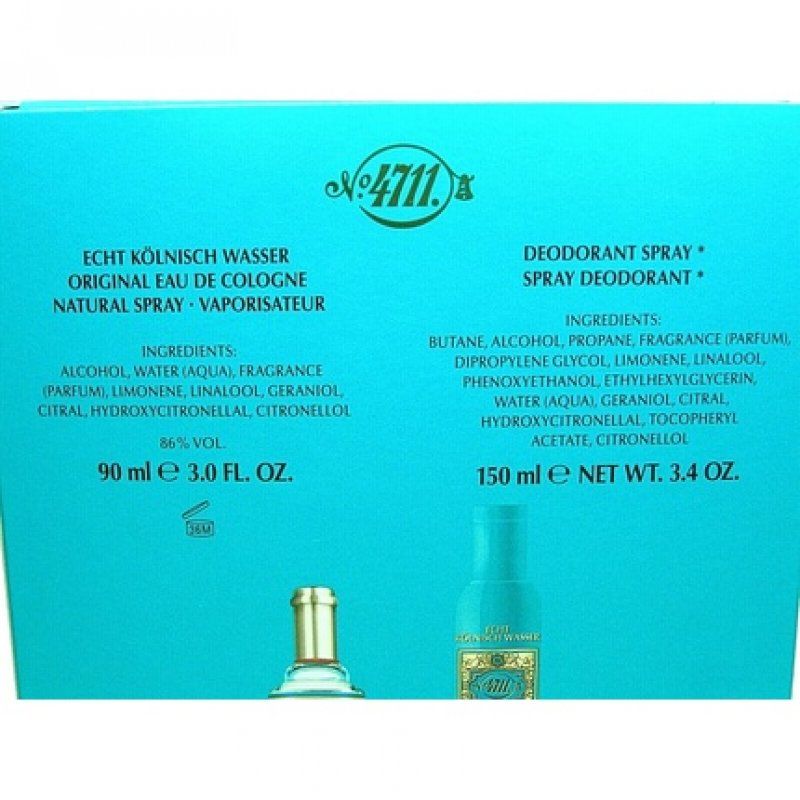 No. 4711.
ECHT KÖLNISCH WASSER
ORIGINAL EAU DE COLOGNE
NATURAL SPRAY · VAPORISATEUR
INGREDIENTS:
ALCOHOL, WATER (AQUA), FRAGRANCE
(PARFUM), LIMONENE, LINALOOL, GERANIOL,
CITRAL, HYDROXYCITRONELLAL, CITRONELLOL
86% VOL.
90 ml ℮ 3.0 FL. OZ.
36M
DEODORANT SPRAY *
SPRAY DEODORANT *
INGREDIENTS:
BUTANE, ALCOHOL, PROPANE, FRAGRANCE (PARFUM),
DIPROPYLENE GLYCOL, LIMONENE, LINALOOL,
PHENOXYETHANOL, ETHYLHEXYLGLYCERIN,
WATER (AQUA), GERANIOL, CITRAL,
HYDROXYCITRONELLAL, TOCOPHERYL
ACETATE, CITRONELLOL
150 ml ℮ NET WT. 3.4 OZ.
ECHT
KÖLNISCH WASSER
No. 4711.